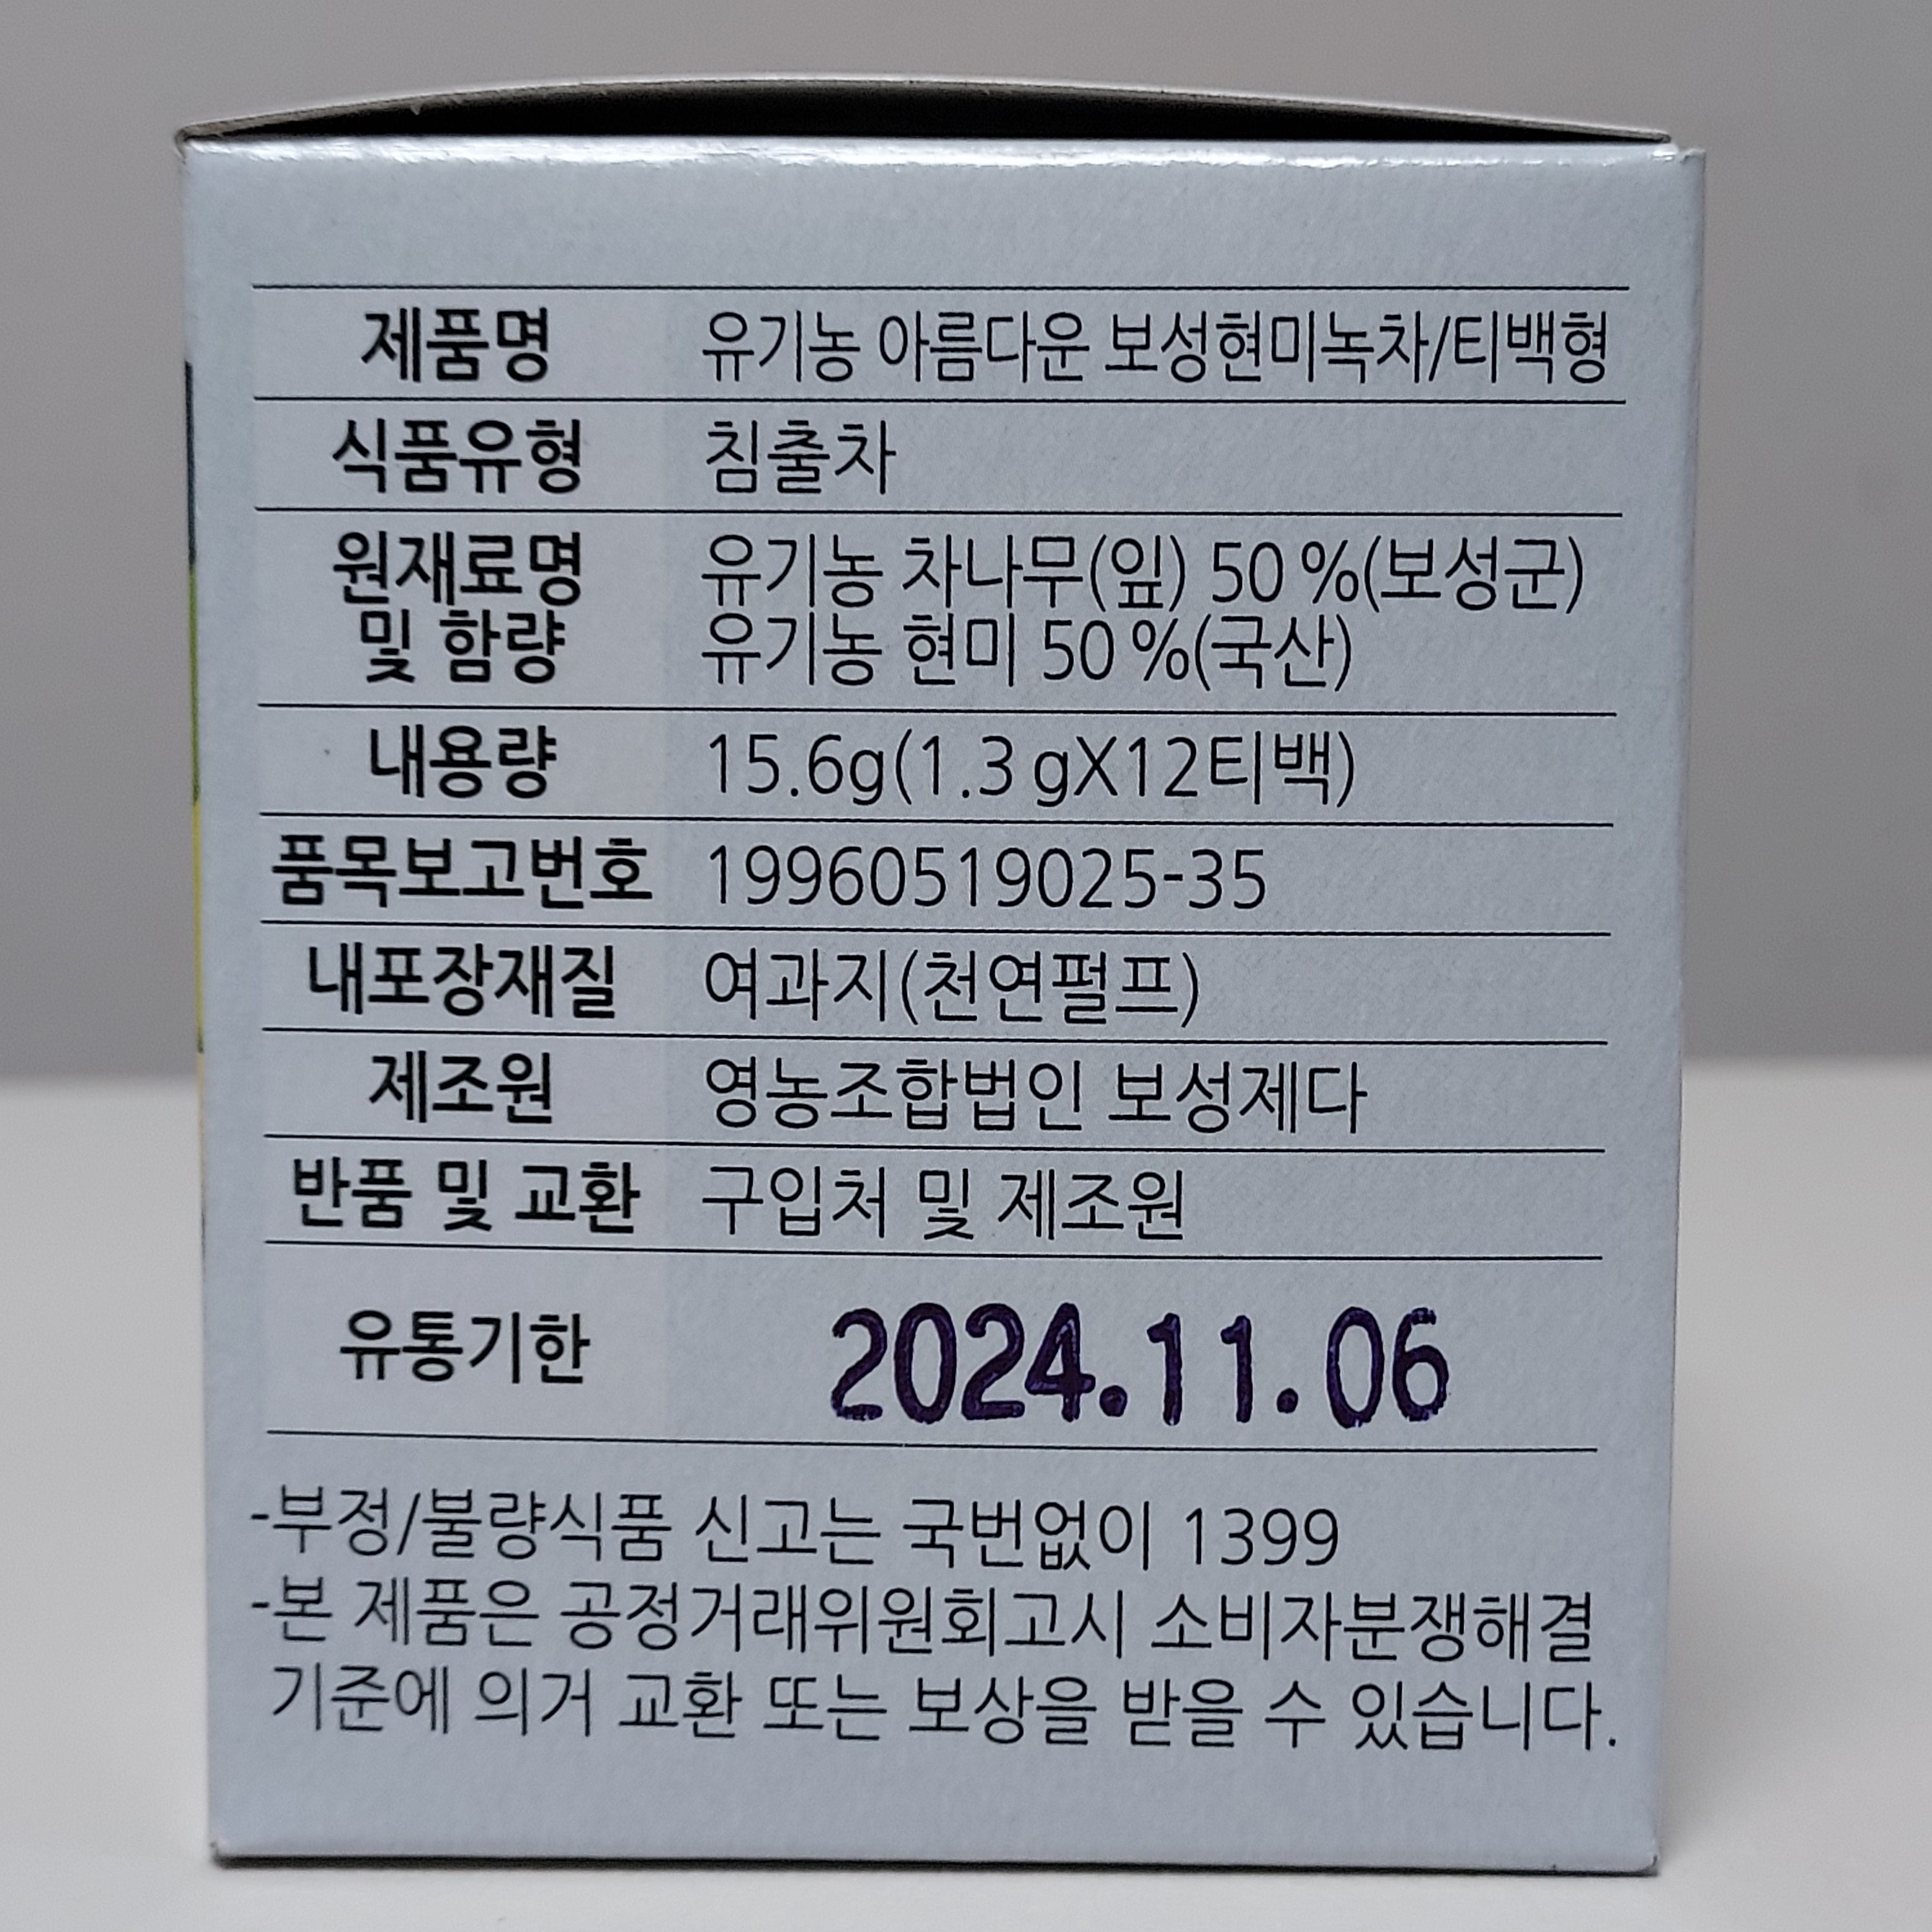 제품명 유기농 아름다운 보성현미녹차/티백형
식품유형 침출차
원재료명 유기농 차나무(잎) 50 %(보성군)
및 함량 유기농 현미 50 %(국산)
내용량 15.6g(1.3 gX12티백)
품목보고번호 19960519025-35
내포장재질 여과지(천연펄프)
제조원 영농조합법인 보성제다
반품 및 교환 구입처 및 제조원
유통기한 2024.11.06
-부정/불량식품 신고는 국번없이 1399
-본 제품은 공정거래위원회고시 소비자분쟁해결
기준에 의거 교환 또는 보상을 받을 수 있습니다.